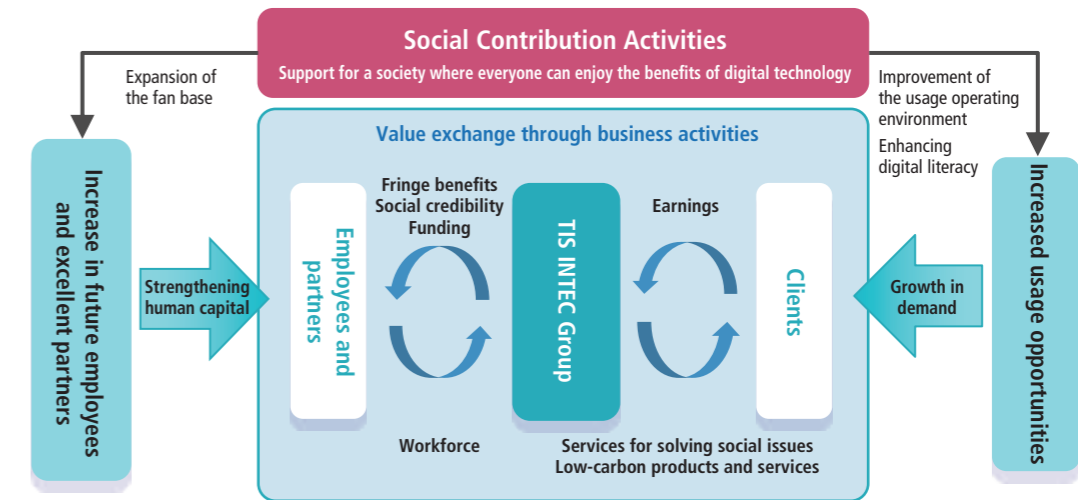 Social Contribution Activities
Support for a society where everyone can enjoy the benefits of digital technology
Expansion of
the fan base
Improvement of
the usage operating
environment
Enhancing
digital literacy
Value exchange through business activities
Increase in future employees
and excellent partners
Strengthening
human capital
Employees and
partners
Fringe benefits
Social credibility
Funding
Workforce
TIS INTEC Group
Earnings
Services for solving social issues
Low-carbon products and services
Clients
Growth in
demand
Increased usage opportunities